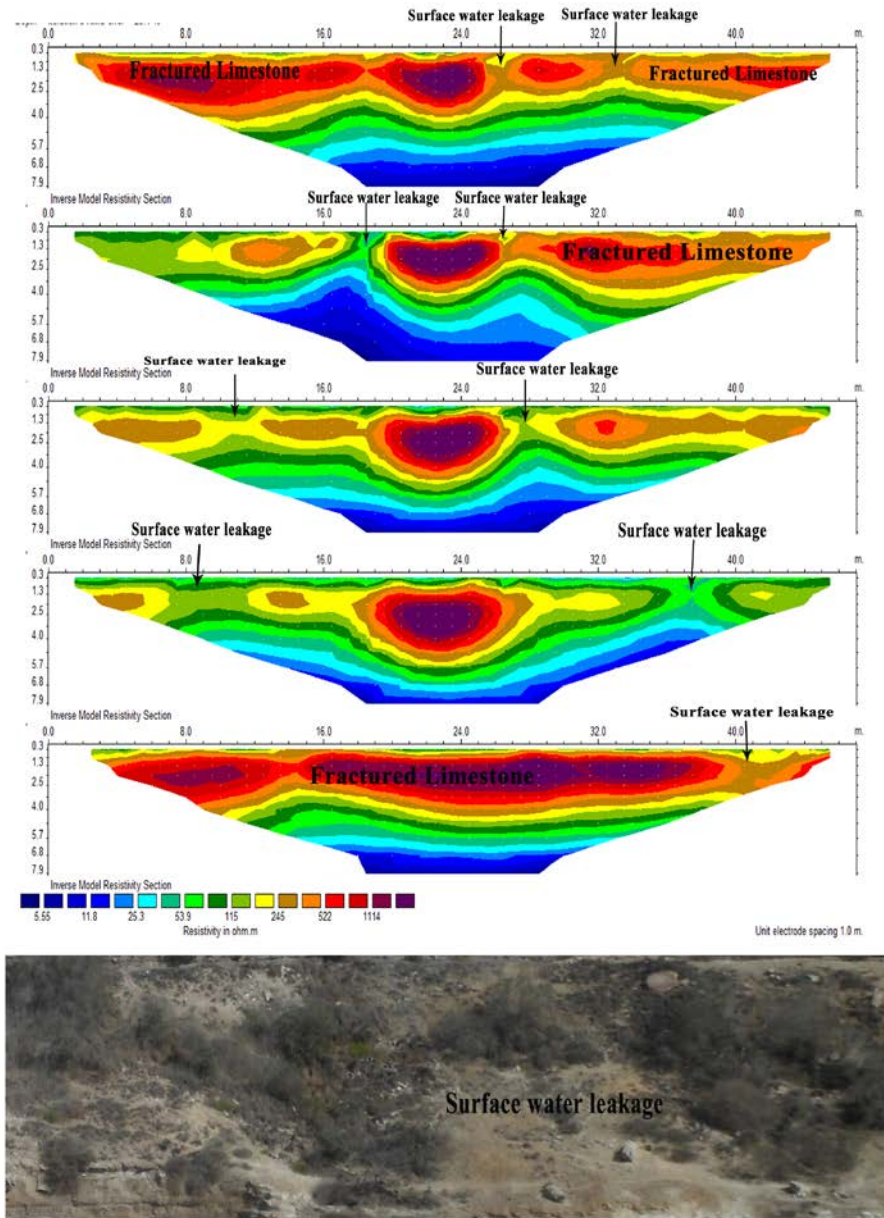 Surface water leakage Surface water leakage
0.0 16.0 40.0 m.
0.3
1.3 Fractured Limestone Fractured Limestone
2.5
4.0
5.7
6.8
7.9
Inverse Model Resistivity Section
Surface water leakage Surface water leakage
0.0 8.0 16.0 24.0 32.0 40.0 m.
0.3
1.3 Fractured Limestone
2.5
4.0
5.7
6.8
7.9
Inverse Model Resistivity Section
Surface water leakage Surface water leakage
0.0 16.0 24.0 32.0 40.0 m.
0.3
1.3
2.5
4.0
5.7
6.8
7.9
Inverse Model Resistivity Section
Surface water leakage Surface water leakage
0.0 8.0 16.0 24.0 32.0 40.0 m.
0.3
1.3
2.5
4.0
5.7
6.8
7.9
Inverse Model Resistivity Section
Surface water leakage
0.0 8.0 16.0 24.0 32.0 40.0 m.
0.3
1.3 Fractured Limestone
2.5
4.0
5.7
6.8
7.9
Inverse Model Resistivity Section
5.55 11.8 25.3 53.9 115 245 522 1114
Resistivity in ohm.m Unit electrode spacing 1.0 m.
Surface water leakage